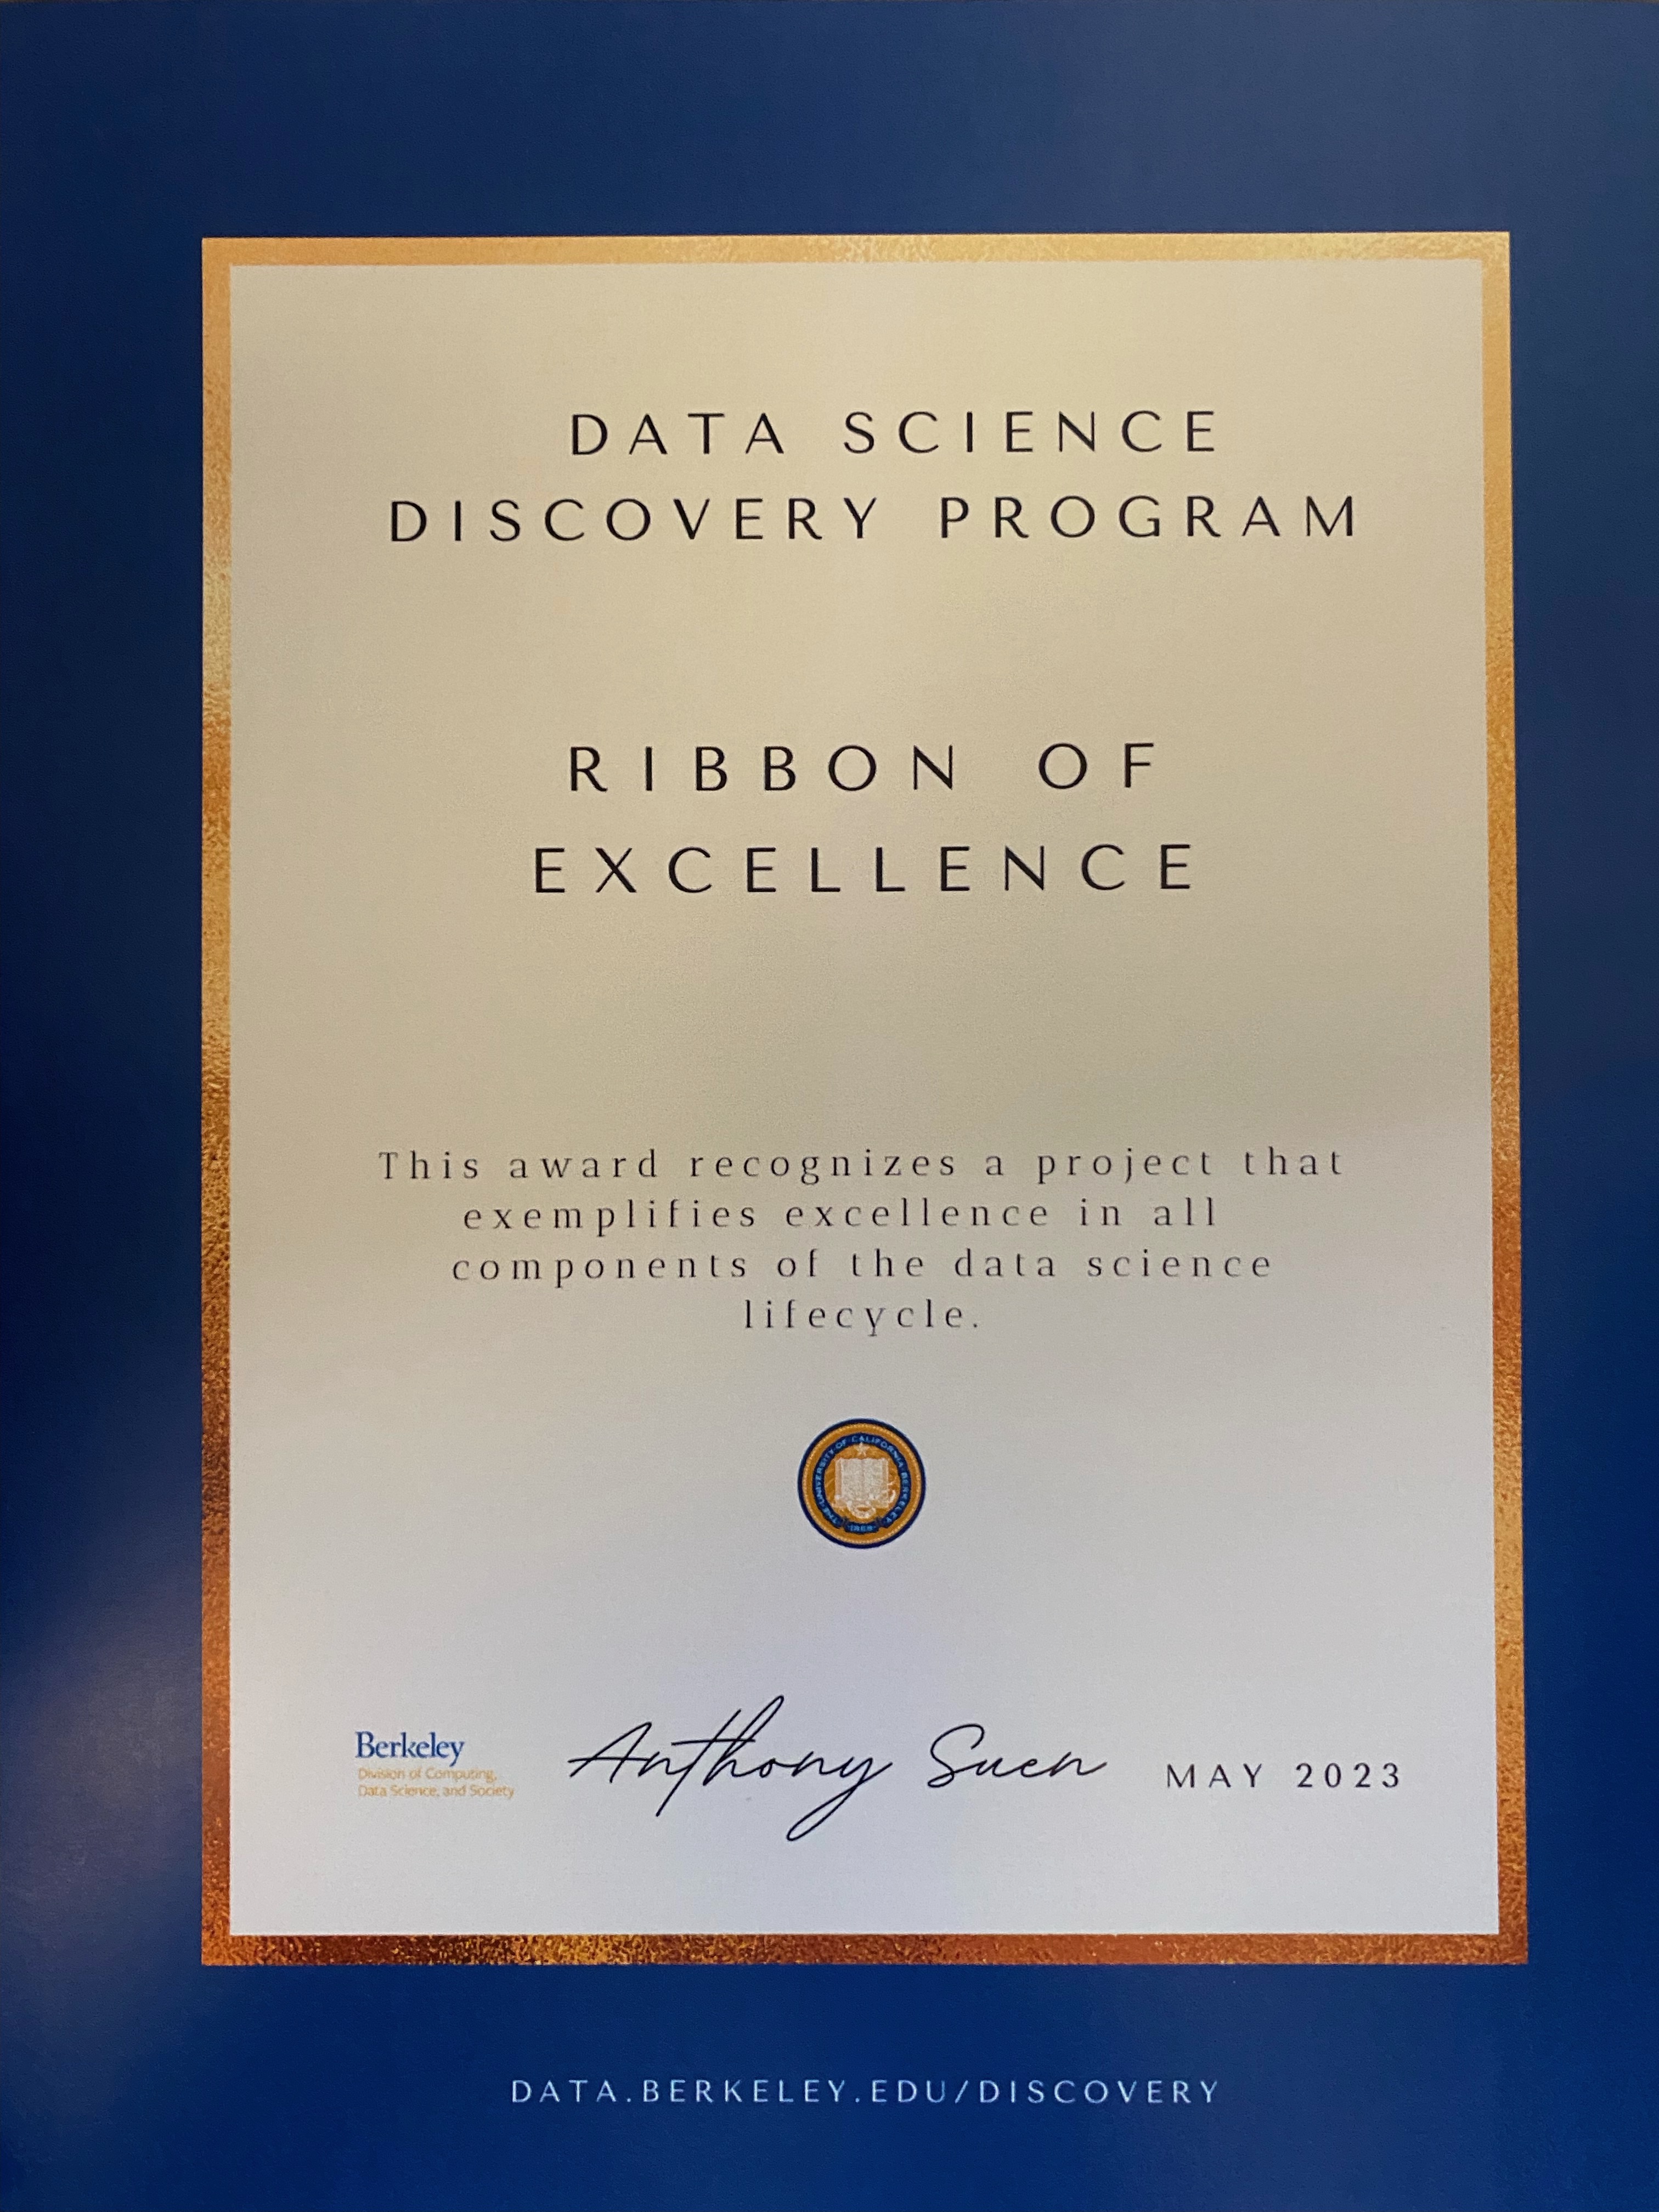 DATA SCIENCE
DISCOVERY PROGRAM
RIBBON OF
EXCELLENCE
This award recognizes a project that
exemplifies excellence in all
components of the data science
lifecycle.
THE·UNIVERSITY·OF·CALIFORNIA·BERKELEY
1868
Berkeley
Division of Computing,
Data Science, and Society
Anthony Suen
MAY 2023
DATA.BERKELEY.EDU/DISCOVERY